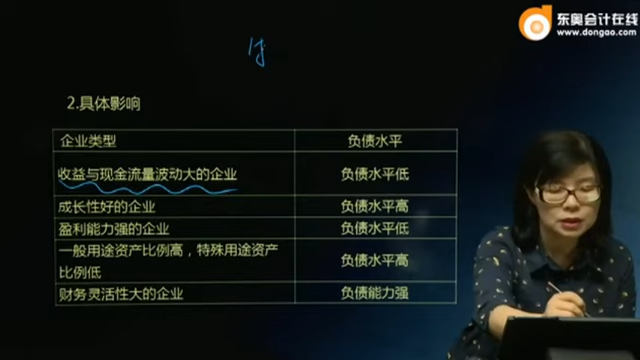 东奥会计在线
www.dongao.com
2.具体影响
企业类型 负债水平
收益与现金流量波动大的企业 负债水平低
成长性好的企业 负债水平高
盈利能力强的企业 负债水平低
一般用途资产比例高，特殊用途资产
比例低 负债水平高
财务灵活性大的企业 负债能力强